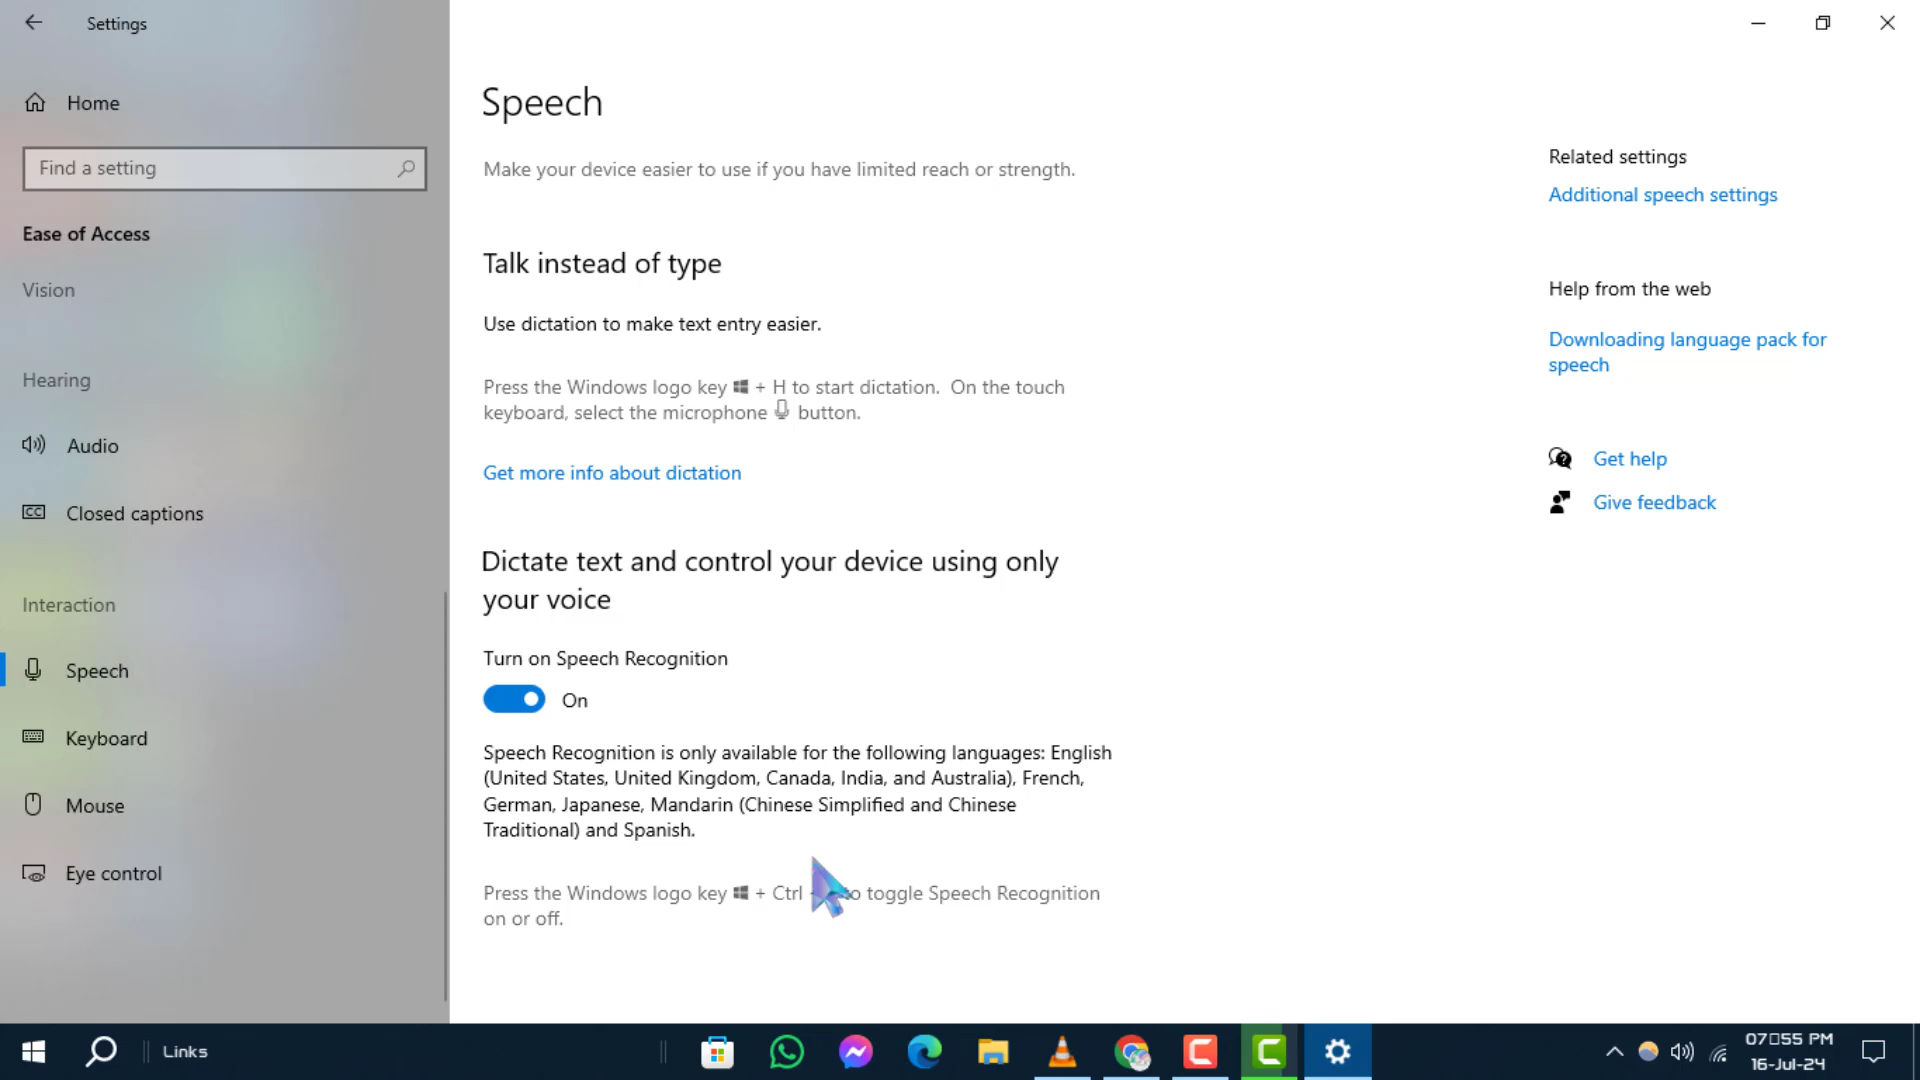 Settings
Home
Find a setting
Ease of Access
Vision
Hearing
Audio
CC
Closed captions
Interaction
Speech
Keyboard
Mouse
Eye control
Speech
Make your device easier to use if you have limited reach or strength.
Talk instead of type
Use dictation to make text entry easier.
Press the Windows logo key + H to start dictation. On the touch
keyboard, select the microphone button.
Get more info about dictation
Dictate text and control your device using only
your voice
Turn on Speech Recognition
On
Speech Recognition is only available for the following languages: English
(United States, United Kingdom, Canada, India, and Australia), French,
German, Japanese, Mandarin (Chinese Simplified and Chinese
Traditional) and Spanish.
Press the Windows logo key + Ctrl toggle Speech Recognition
on or off.
Related settings
Additional speech settings
Help from the web
Downloading language pack for
speech
Get help
Give feedback
Links
07▯55 PM
16-Jul-24